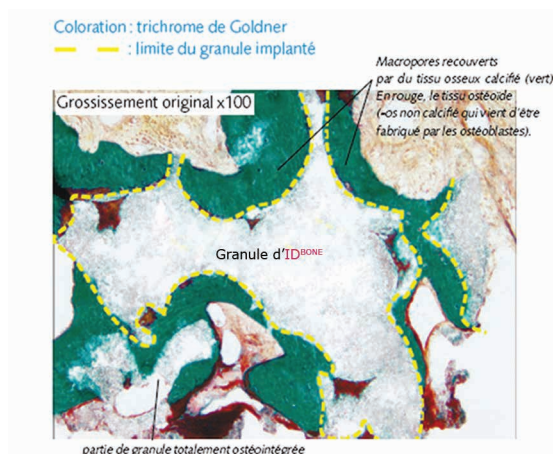 Coloration : trichrome de Goldner
— — : limite du granule implanté
Macropores recouverts
par du tissu osseux calcifié (vert)
En rouge, le tissu ostéoïde
(-os non calcifié qui vient d'être
fabriqué par les ostéoblastes).
Grossissement original x100
Granule d'IDBONE
partie de granule totalement ostéointégrée